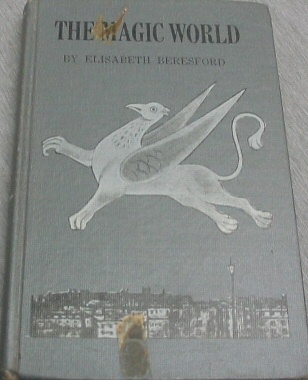 THE MAGIC WORLD
BY ELISABETH BERESFORD